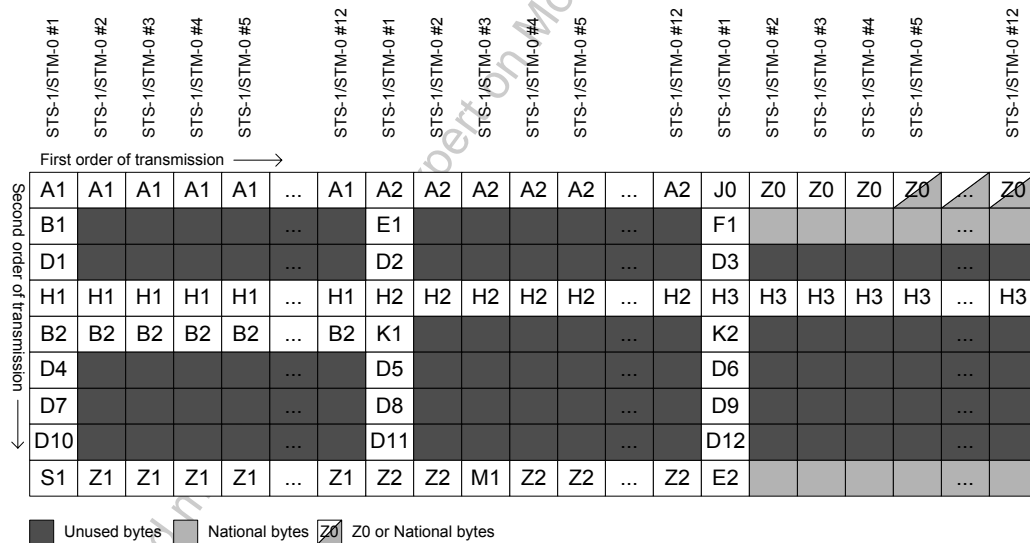 STS-1/STM-0 #1 STS-1/STM-0 #2 STS-1/STM-0 #3 STS-1/STM-0 #4 STS-1/STM-0 #5 STS-1/STM-0 #12 STS-1/STM-0 #1 STS-1/STM-0 #2 STS-1/STM-0 #3 STS-1/STM-0 #4 STS-1/STM-0 #5 STS-1/STM-0 #12 STS-1/STM-0 #1 STS-1/STM-0 #2 STS-1/STM-0 #3 STS-1/STM-0 #4 STS-1/STM-0 #5 STS-1/STM-0 #12
First order of transmission
Second order of transmission
A1 A1 A1 A1 A1 ... A1 A2 A2 A2 A2 A2 ... A2 J0 Z0 Z0 Z0 Z0 ... Z0
B1 ... E1 ... F1 ...
D1 ... D2 ... D3 ...
H1 H1 H1 H1 H1 ... H1 H2 H2 H2 H2 H2 ... H2 H3 H3 H3 H3 H3 ... H3
B2 B2 B2 B2 B2 ... B2 K1 ... K2 ...
D4 ... D5 ... D6 ...
D7 ... D8 ... D9 ...
D10 ... D11 ... D12 ...
S1 Z1 Z1 Z1 Z1 ... Z1 Z2 Z2 M1 Z2 Z2 ... Z2 E2 ...
Unused bytes National bytes Z0 Z0 or National bytes